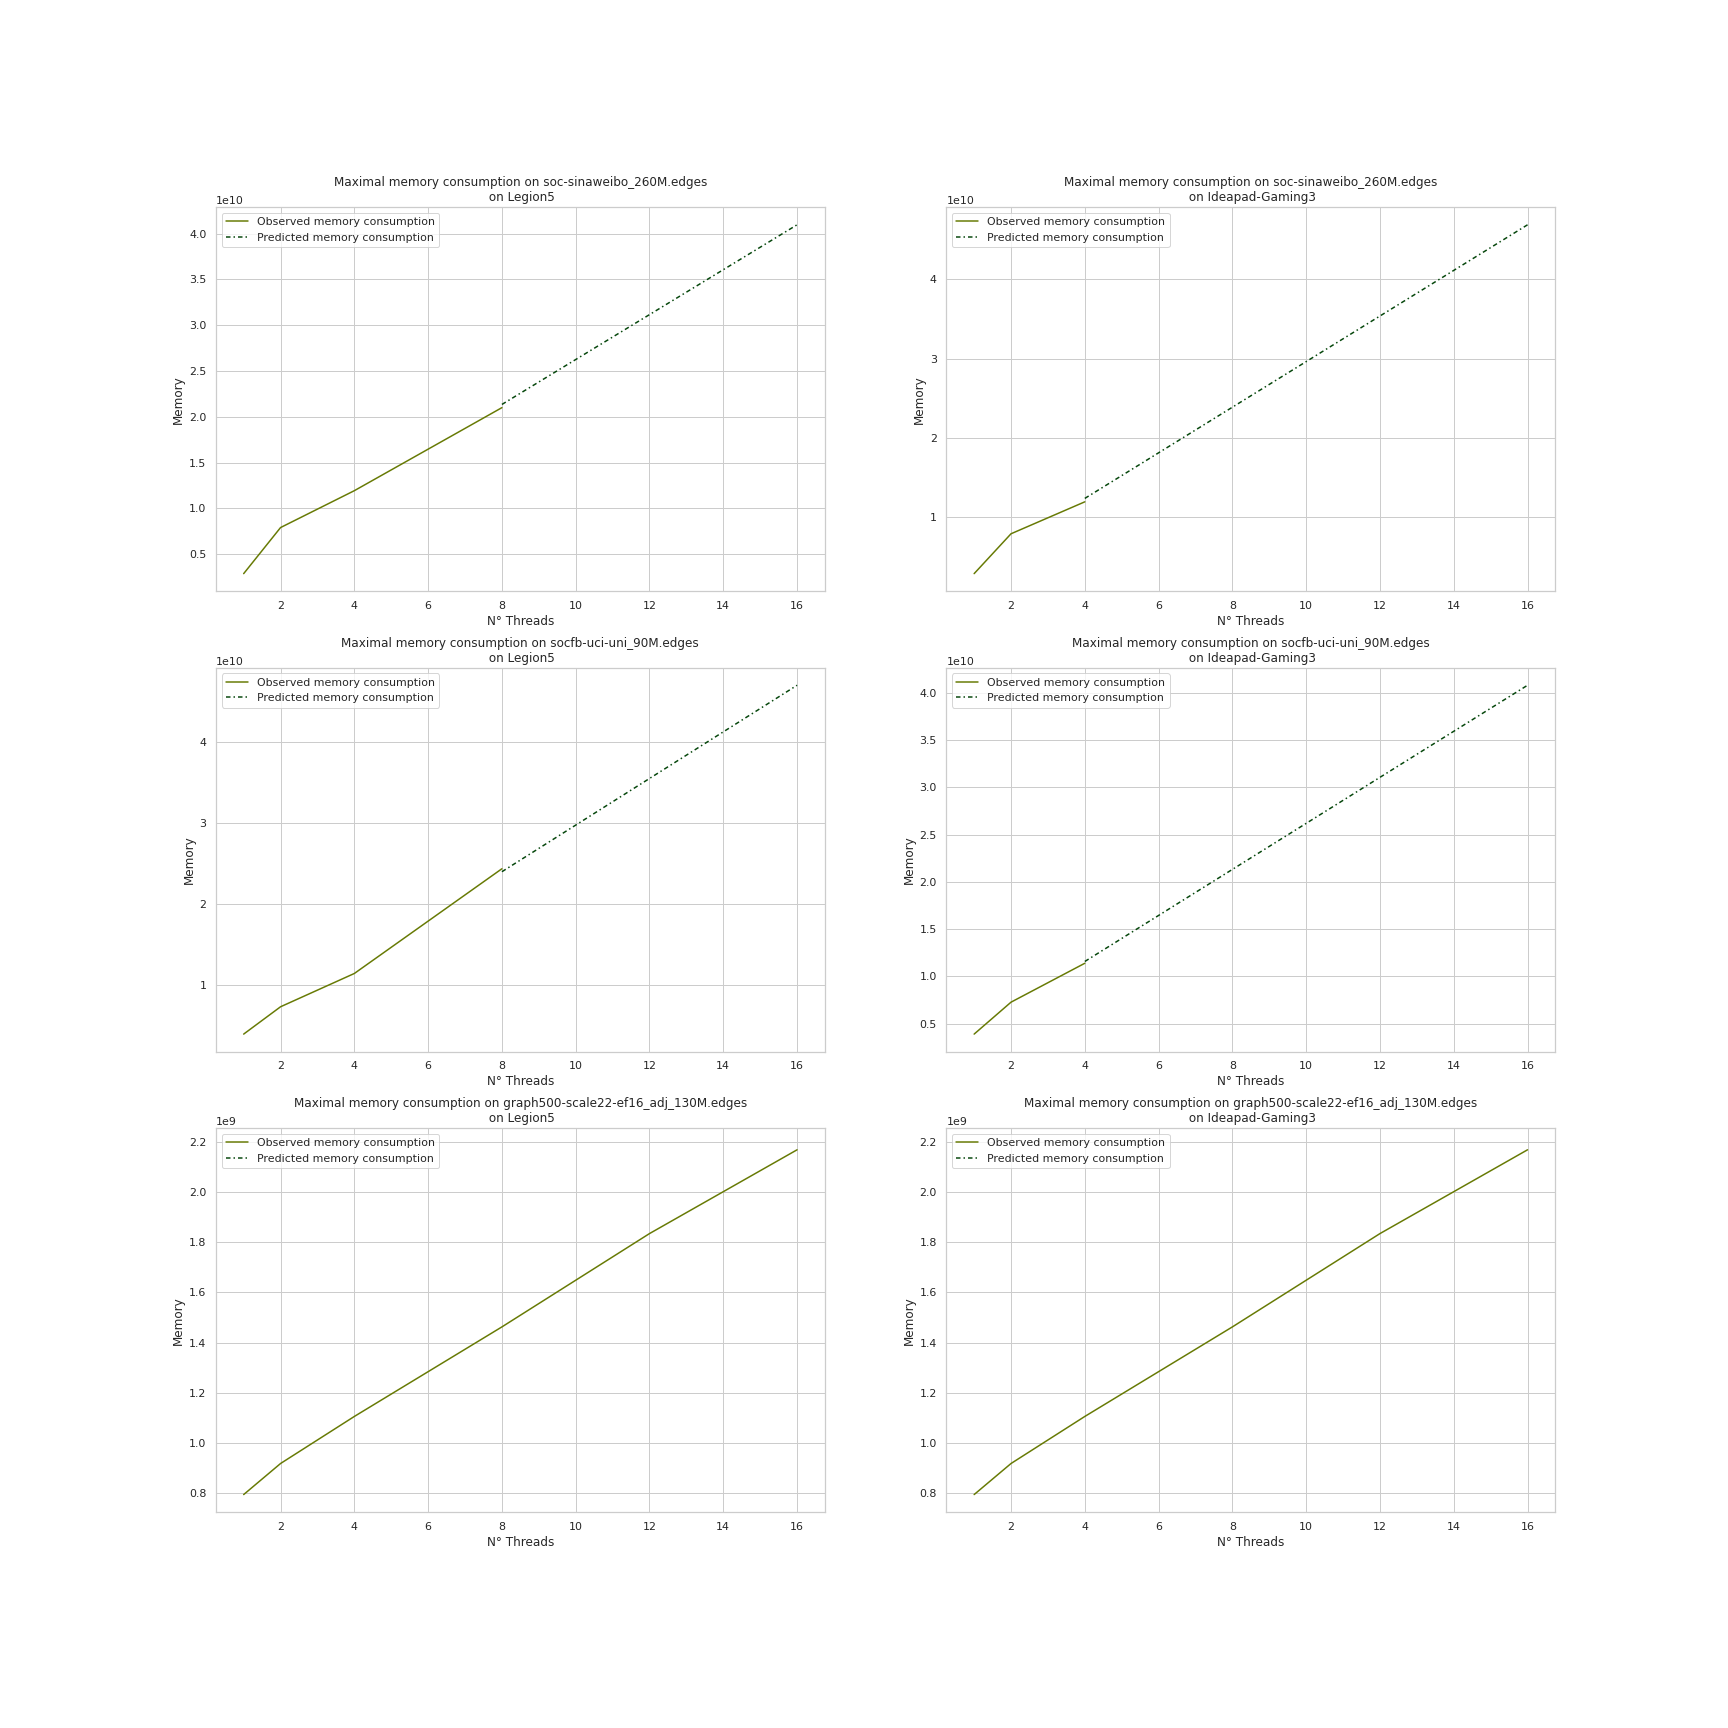 Maximal memory consumption on soc-sinaweibo_260M.edges
on Legion5
1e10
Observed memory consumption
Predicted memory consumption
4.0
3.5
3.0
2.5
2.0
1.5
1.0
0.5
Memory
2 4 6 8 10 12 14 16
N° Threads
Maximal memory consumption on soc-sinaweibo_260M.edges
on Ideapad-Gaming3
1e10
Observed memory consumption
Predicted memory consumption
4
3
2
1
Memory
2 4 6 8 10 12 14 16
N° Threads
Maximal memory consumption on socfb-uci-uni_90M.edges
on Legion5
1e10
Observed memory consumption
Predicted memory consumption
4
3
2
1
Memory
2 4 6 8 10 12 14 16
N° Threads
Maximal memory consumption on socfb-uci-uni_90M.edges
on Ideapad-Gaming3
1e10
Observed memory consumption
Predicted memory consumption
4.0
3.5
3.0
2.5
2.0
1.5
1.0
0.5
Memory
2 4 6 8 10 12 14 16
N° Threads
Maximal memory consumption on graph500-scale22-ef16_adj_130M.edges
on Legion5
1e9
Observed memory consumption
Predicted memory consumption
2.2
2.0
1.8
1.6
1.4
1.2
1.0
0.8
Memory
2 4 6 8 10 12 14 16
N° Threads
Maximal memory consumption on graph500-scale22-ef16_adj_130M.edges
on Ideapad-Gaming3
1e9
Observed memory consumption
Predicted memory consumption
2.2
2.0
1.8
1.6
1.4
1.2
1.0
0.8
Memory
2 4 6 8 10 12 14 16
N° Threads